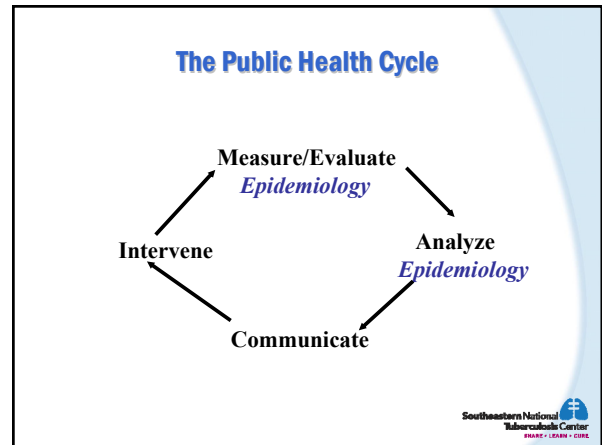 The Public Health Cycle
Measure/Evaluate
Epidemiology
Analyze
Epidemiology
Intervene
Communicate
Southeastern National
Tuberculosis Center
SHARE • LEARN • CURE